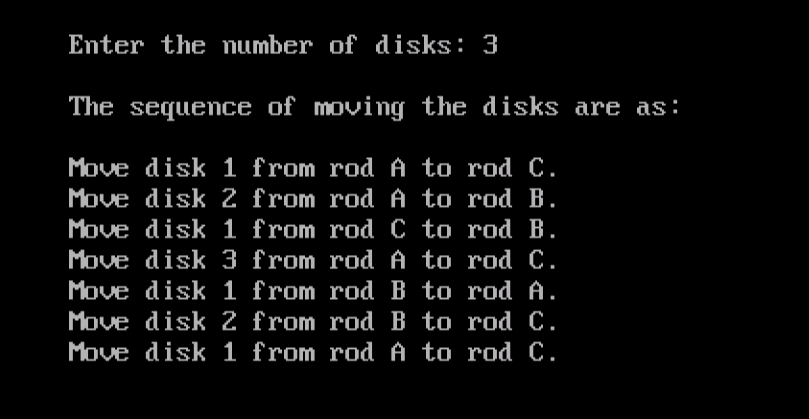 Enter the number of disks: 3
The sequence of moving the disks are as:
Move disk 1 from rod A to rod C.
Move disk 2 from rod A to rod B.
Move disk 1 from rod C to rod B.
Move disk 3 from rod A to rod C.
Move disk 1 from rod B to rod A.
Move disk 2 from rod B to rod C.
Move disk 1 from rod A to rod C.